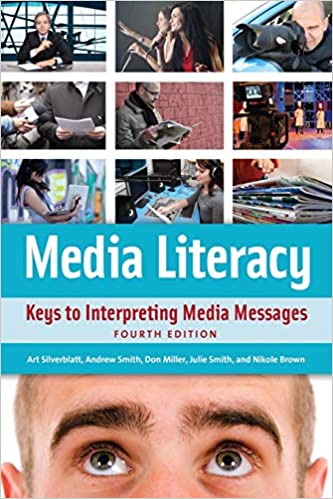 Media Literacy
Keys to Interpreting Media Messages
FOURTH EDITION
Art Silverblatt, Andrew Smith, Don Miller, Julie Smith, and Nikole Brown